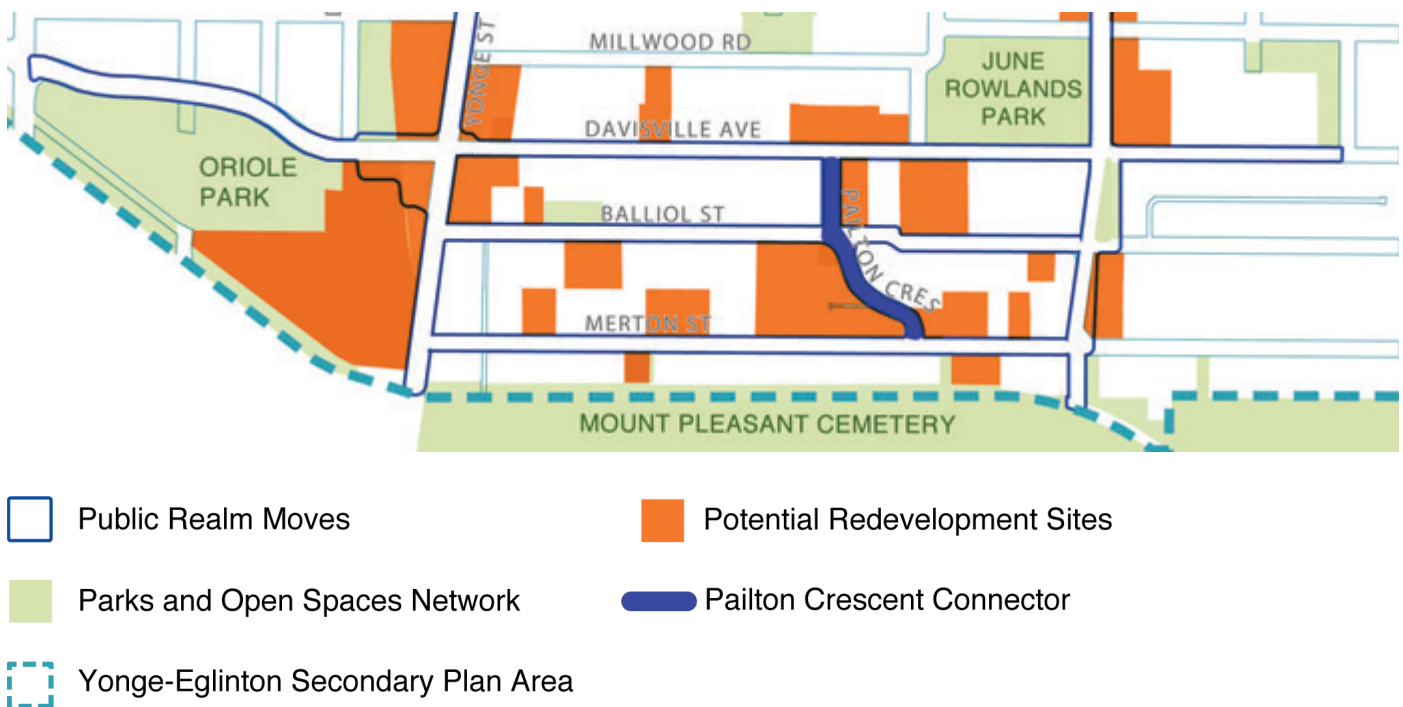 YONGE ST
MILLWOOD RD
JUNE
ROWLANDS
PARK
DAVISVILLE AVE
ORIOLE
PARK
PAILTON CRES
BALLIOL ST
MERTON ST
MOUNT PLEASANT CEMETERY
Public Realm Moves
Potential Redevelopment Sites
Parks and Open Spaces Network
Pailton Crescent Connector
Yonge-Eglinton Secondary Plan Area